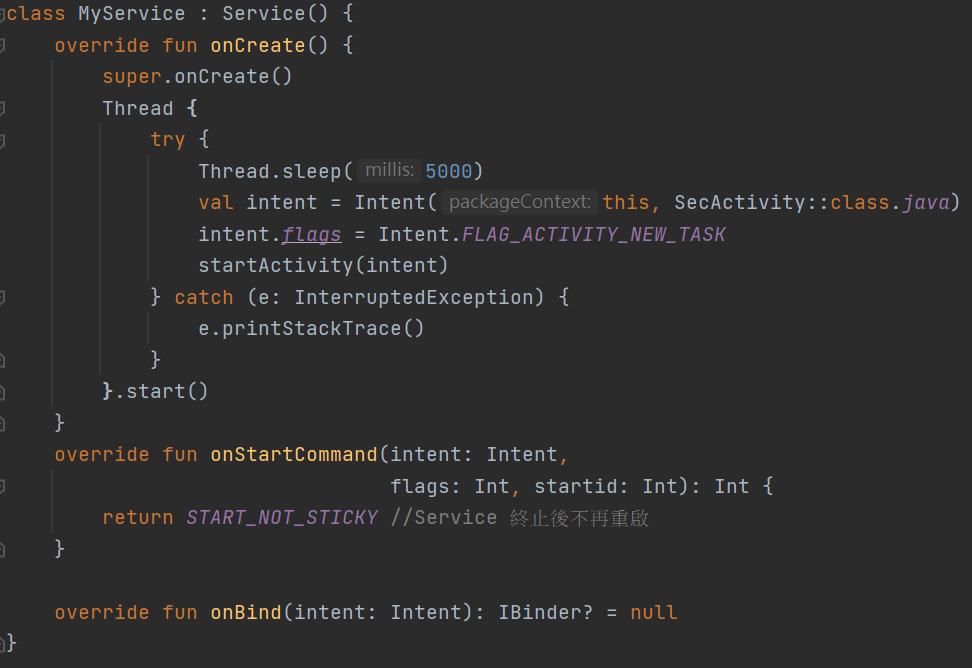 class MyService : Service() {
    override fun onCreate() {
        super.onCreate()
        Thread {
            try {
                Thread.sleep( millis: 5000)
                val intent = Intent( packageContext: this, SecActivity::class.java)
                intent.flags = Intent.FLAG_ACTIVITY_NEW_TASK
                startActivity(intent)
            } catch (e: InterruptedException) {
                e.printStackTrace()
            }
        }.start()
    }
    override fun onStartCommand(intent: Intent,
                                flags: Int, startid: Int): Int {
        return START_NOT_STICKY //Service 終止後不再重啟
    }

    override fun onBind(intent: Intent): IBinder? = null
}